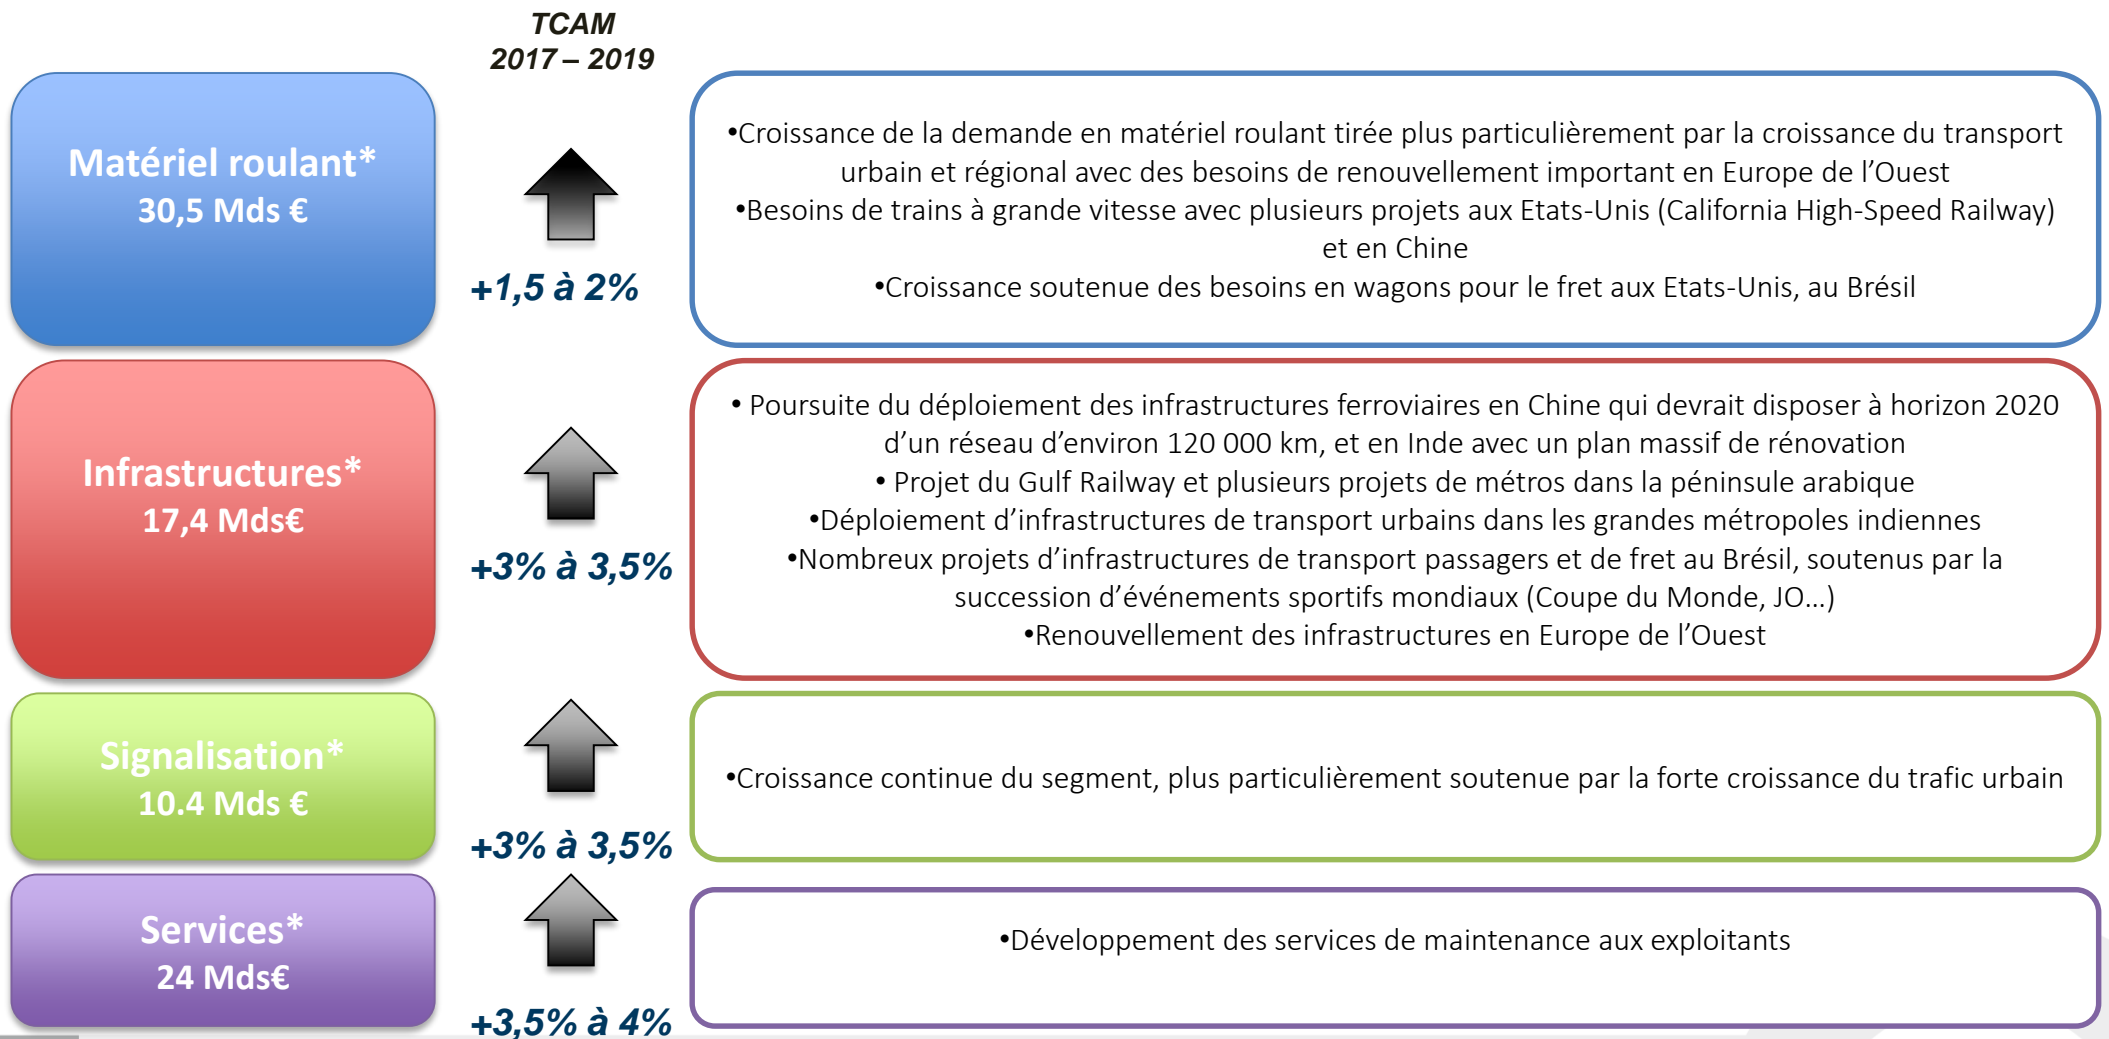 TCAM
2017 – 2019
Matériel roulant*
30,5 Mds €
+1,5 à 2%
•Croissance de la demande en matériel roulant tirée plus particulièrement par la croissance du transport
urbain et régional avec des besoins de renouvellement important en Europe de l’Ouest
•Besoins de trains à grande vitesse avec plusieurs projets aux Etats-Unis (California High-Speed Railway)
et en Chine
•Croissance soutenue des besoins en wagons pour le fret aux Etats-Unis, au Brésil
Infrastructures*
17,4 Mds€
+3% à 3,5%
• Poursuite du déploiement des infrastructures ferroviaires en Chine qui devrait disposer à horizon 2020
d’un réseau d’environ 120 000 km, et en Inde avec un plan massif de rénovation
• Projet du Gulf Railway et plusieurs projets de métros dans la péninsule arabique
•Déploiement d’infrastructures de transport urbains dans les grandes métropoles indiennes
•Nombreux projets d’infrastructures de transport passagers et de fret au Brésil, soutenus par la
succession d’événements sportifs mondiaux (Coupe du Monde, JO…)
•Renouvellement des infrastructures en Europe de l’Ouest
Signalisation*
10.4 Mds €
+3% à 3,5%
•Croissance continue du segment, plus particulièrement soutenue par la forte croissance du trafic urbain
Services*
24 Mds€
+3,5% à 4%
•Développement des services de maintenance aux exploitants